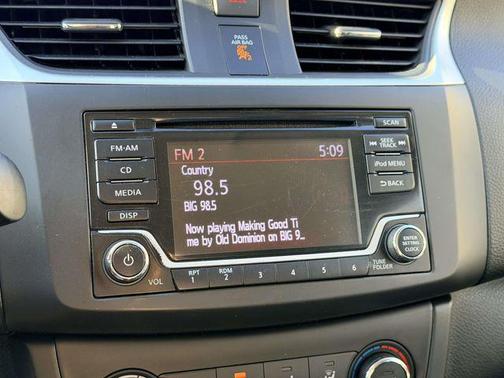 PASS
AIR BAG
SCAN
FM·AM
CD
MEDIA
DISP
FM 2 5:09
Country
98.5
BIG 98.5
Now playing Making Good Ti
me by Old Dominion on BIG 9...
SEEK
TRACK
iPod MENU
BACK
ENTER
SETTING
CLOCK
TUNE
FOLDER
VOL
RPT
1
RDM
2
3
4
5
6